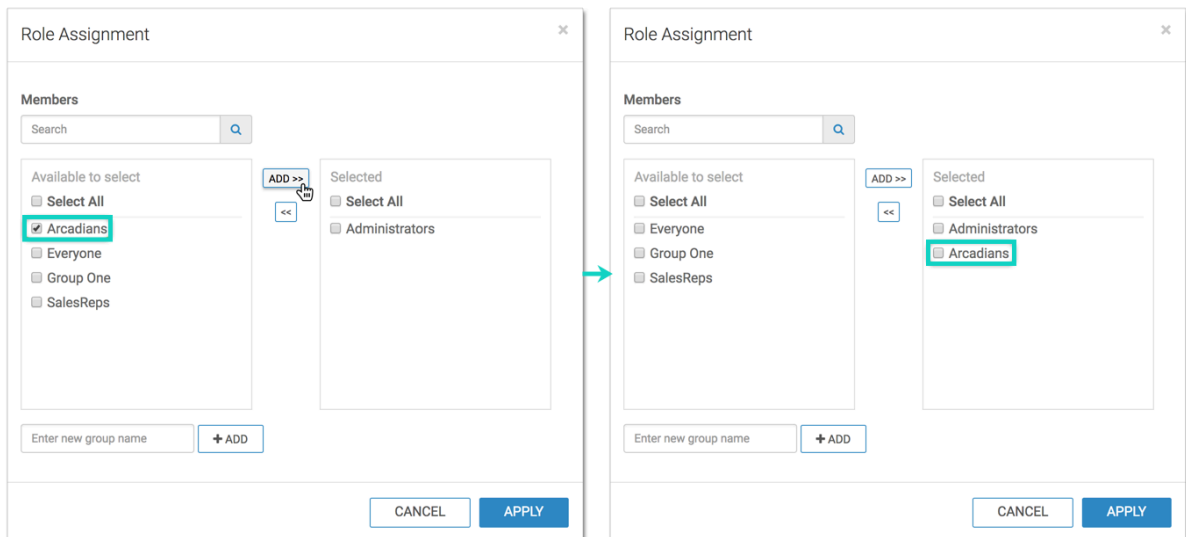 Role Assignment ×
Members
Search
Available to select
Select All
Arcadians
Everyone
Group One
SalesReps
ADD >>
<<
Selected
Select All
Administrators
Enter new group name
+ ADD
CANCEL
APPLY
Role Assignment ×
Members
Search
Available to select
Select All
Everyone
Group One
SalesReps
ADD >>
<<
Selected
Select All
Administrators
Arcadians
Enter new group name
+ ADD
CANCEL
APPLY